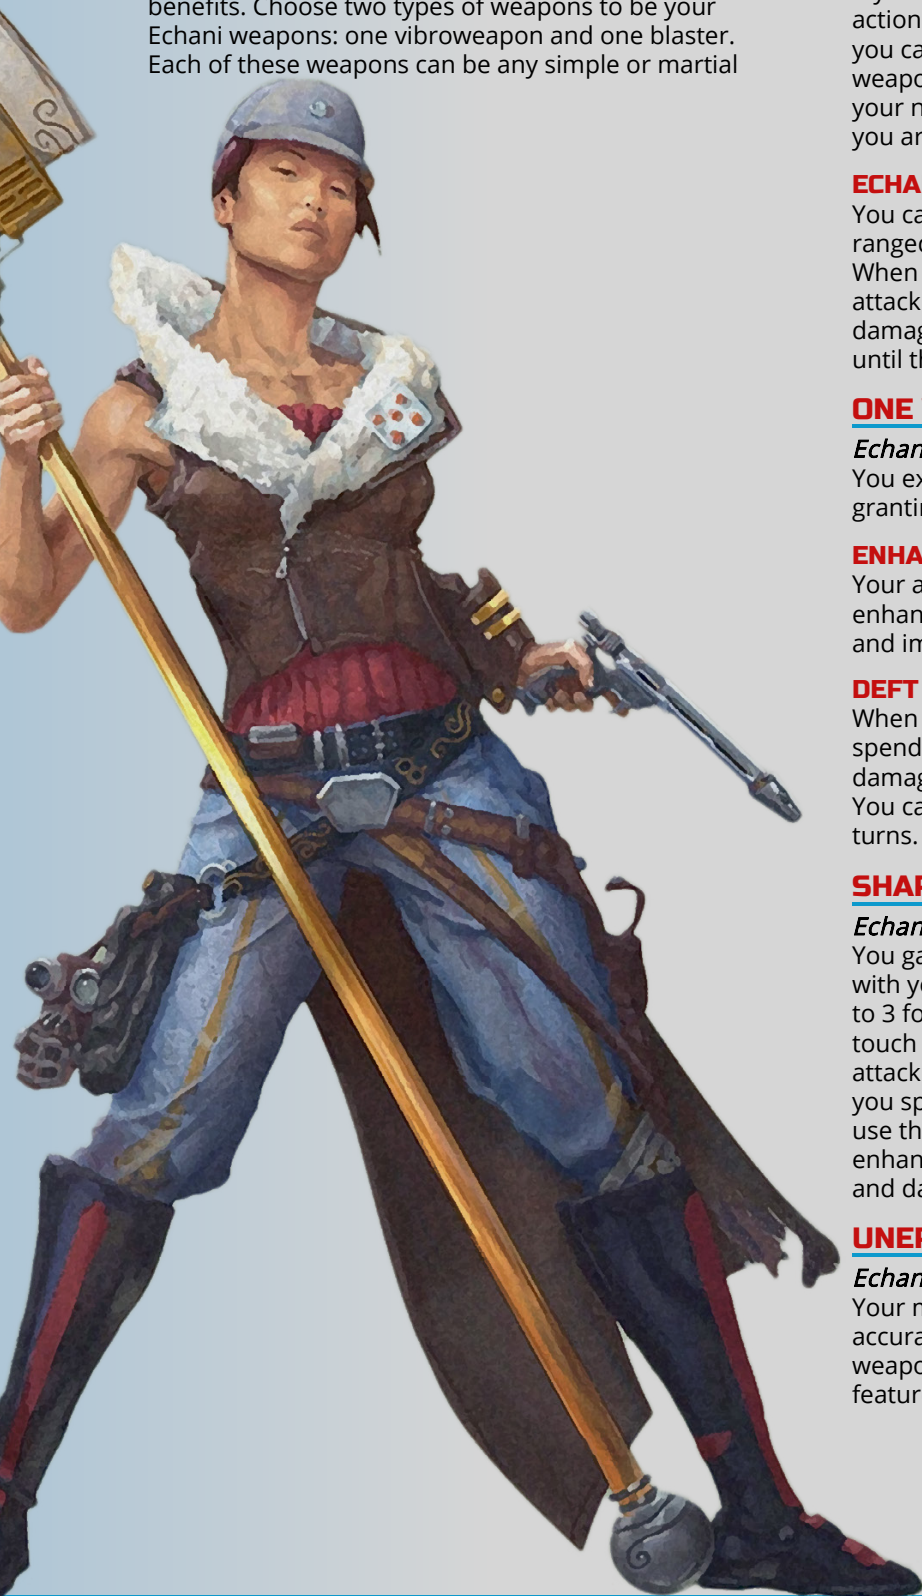 benefits. Choose two types of weapons to be your
Echani weapons: one vibroweapon and one blaster.
Each of these weapons can be any simple or martial
action
you ca
weapo
your n
you ar
ECHA
You ca
ranged
When
attack
damag
until th
ONE
Echan
You ex
grantin
ENHA
Your a
enhan
and im
DEFT
When
spend
damag
You ca
turns.
SHAR
Echan
You ga
with yo
to 3 fo
touch
attack
you sp
use th
enhan
and da
UNER
Echan
Your m
accura
weapo
featur